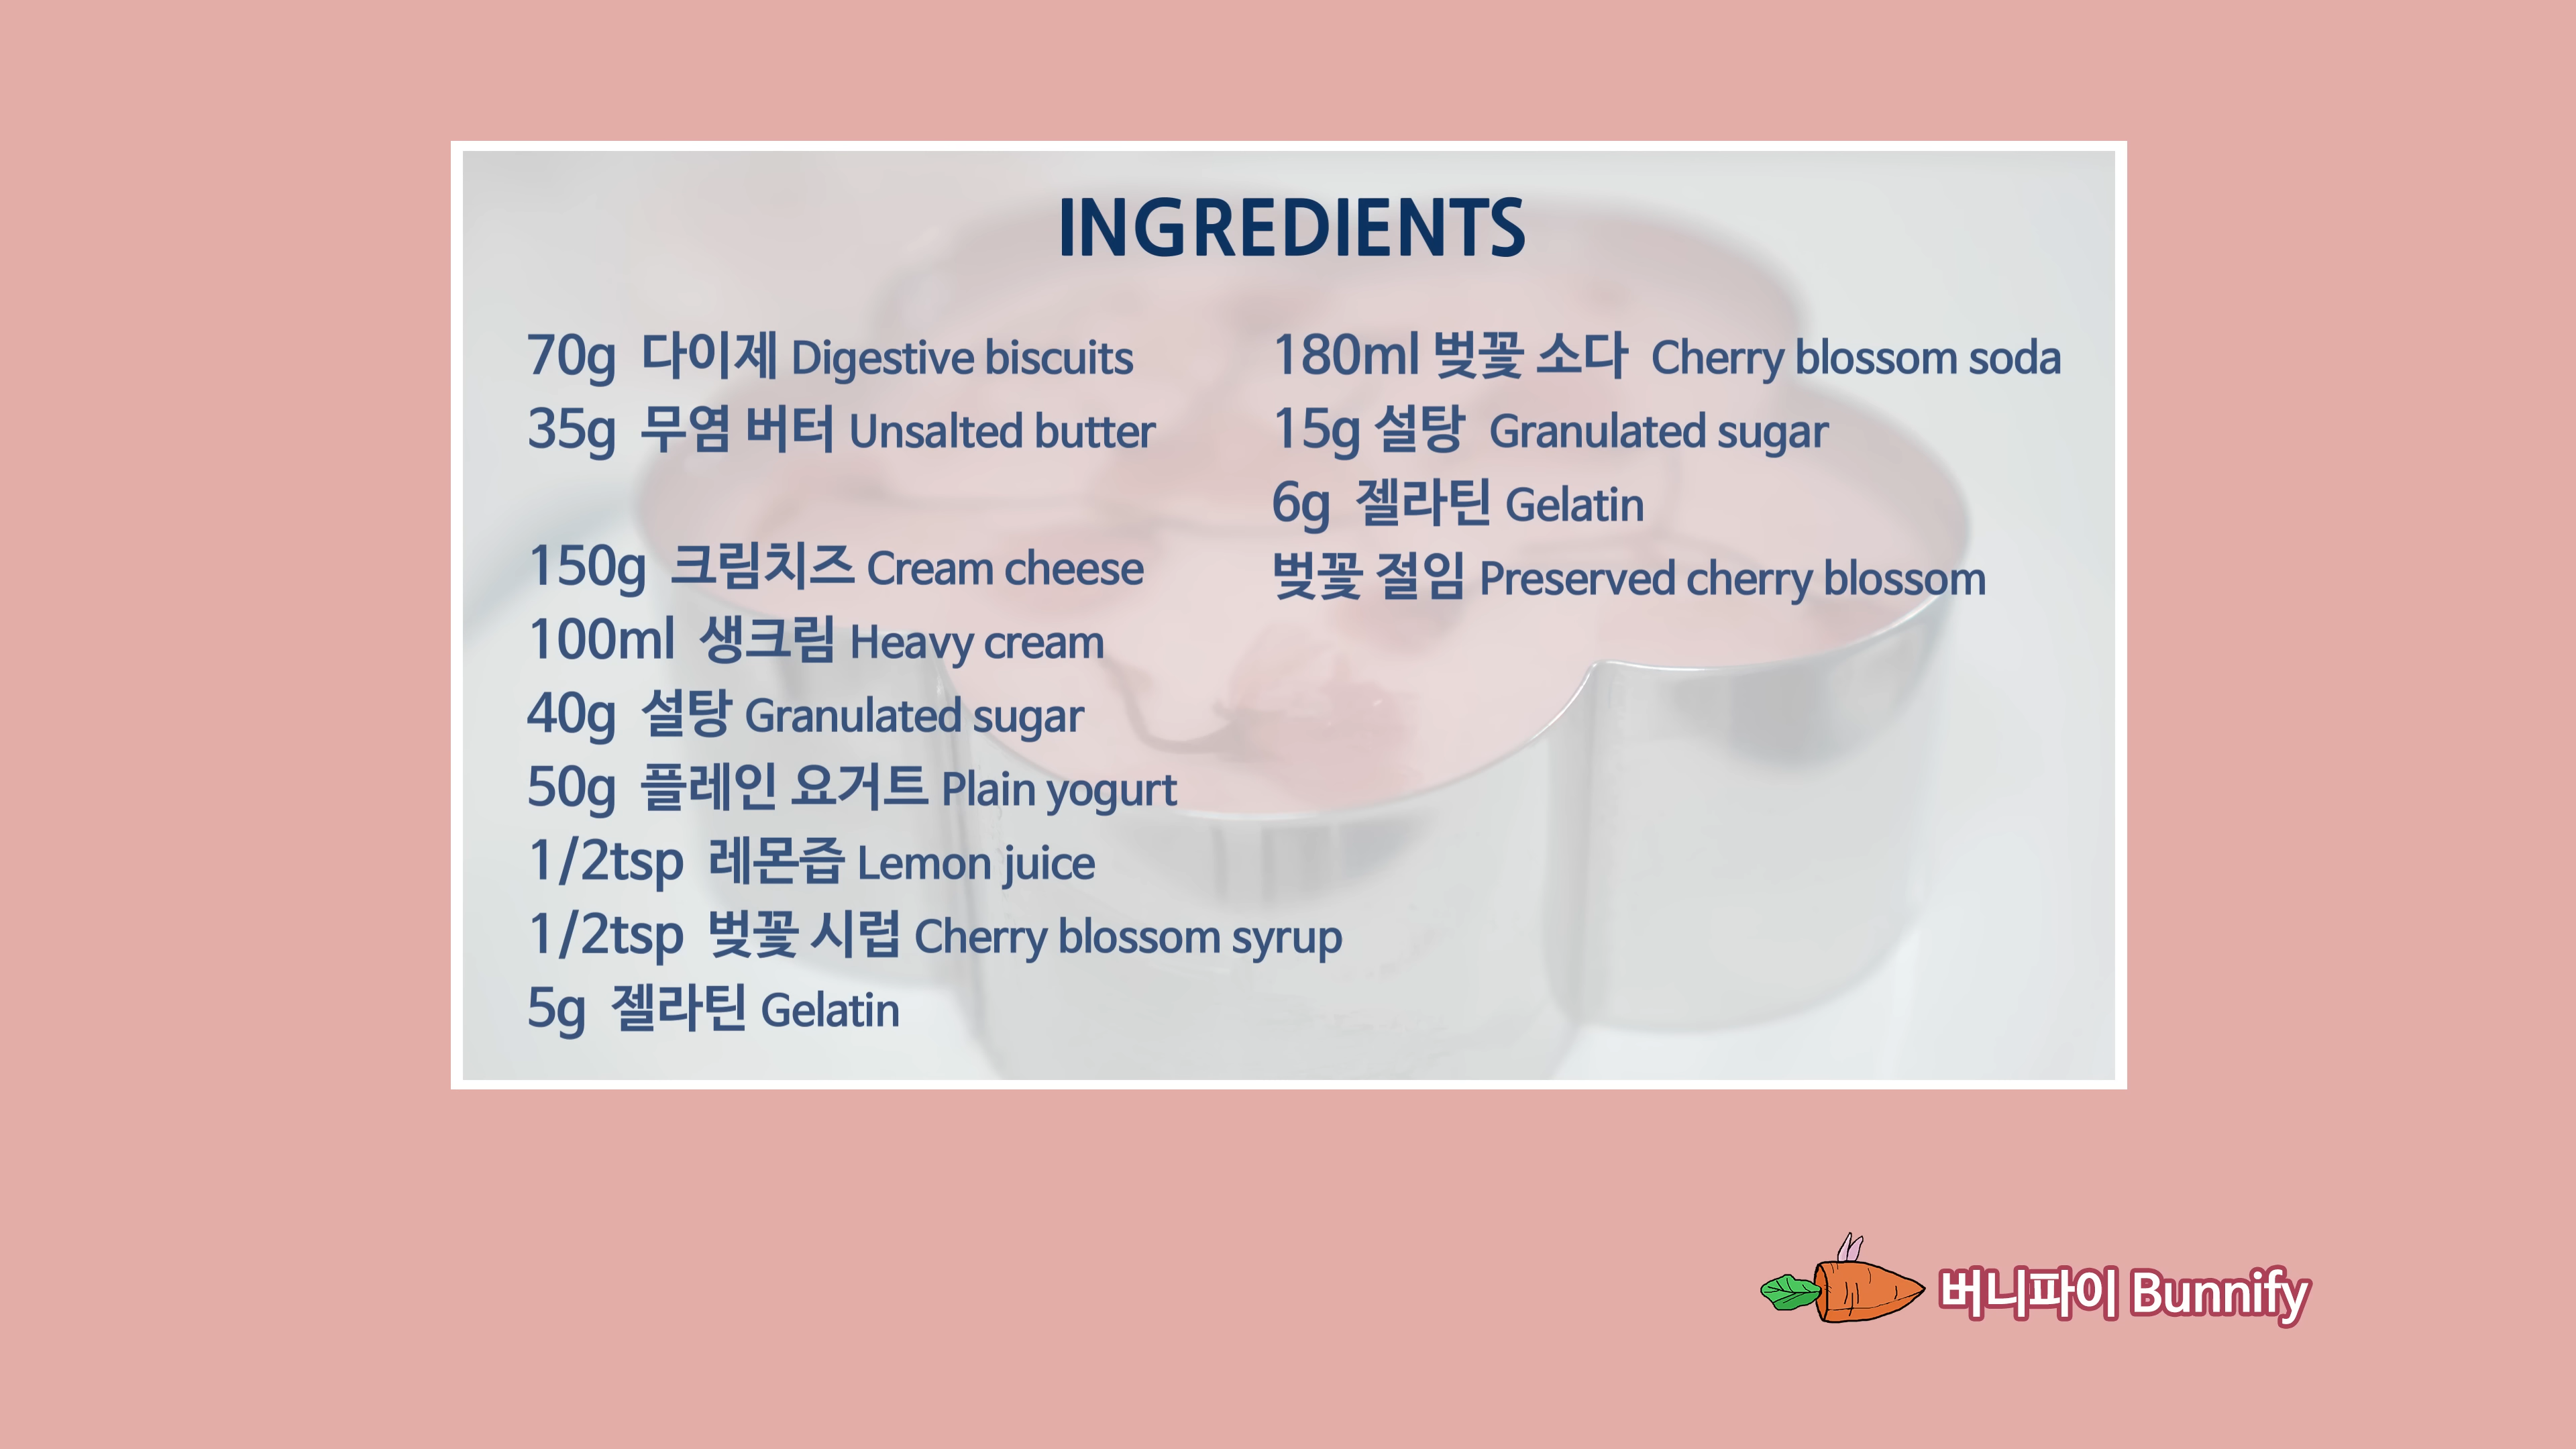 INGREDIENTS
70g 다이제 Digestive biscuits
35g 무염 버터 Unsalted butter
150g 크림치즈 Cream cheese
100ml 생크림 Heavy cream
40g 설탕 Granulated sugar
50g 플레인 요거트 Plain yogurt
1/2tsp 레몬즙 Lemon juice
1/2tsp 벚꽃 시럽 Cherry blossom syrup
5g 젤라틴 Gelatin
180ml 벚꽃 소다 Cherry blossom soda
15g 설탕 Granulated sugar
6g 젤라틴 Gelatin
벚꽃 절임 Preserved cherry blossom
버니파이 Bunnify